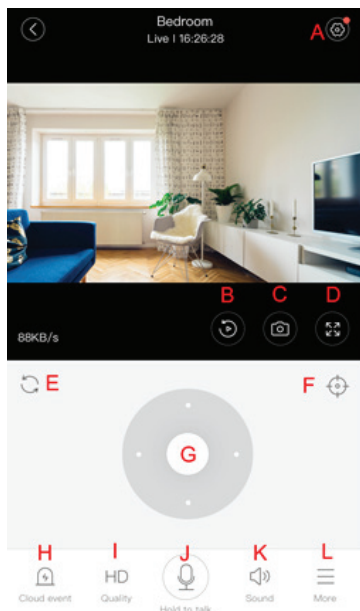 Bedroom
Live | 16:26:28
A
B C D
88KB/s
E F
G
H I J K L
HD
Cloud event Quality Hold to talk Sound More